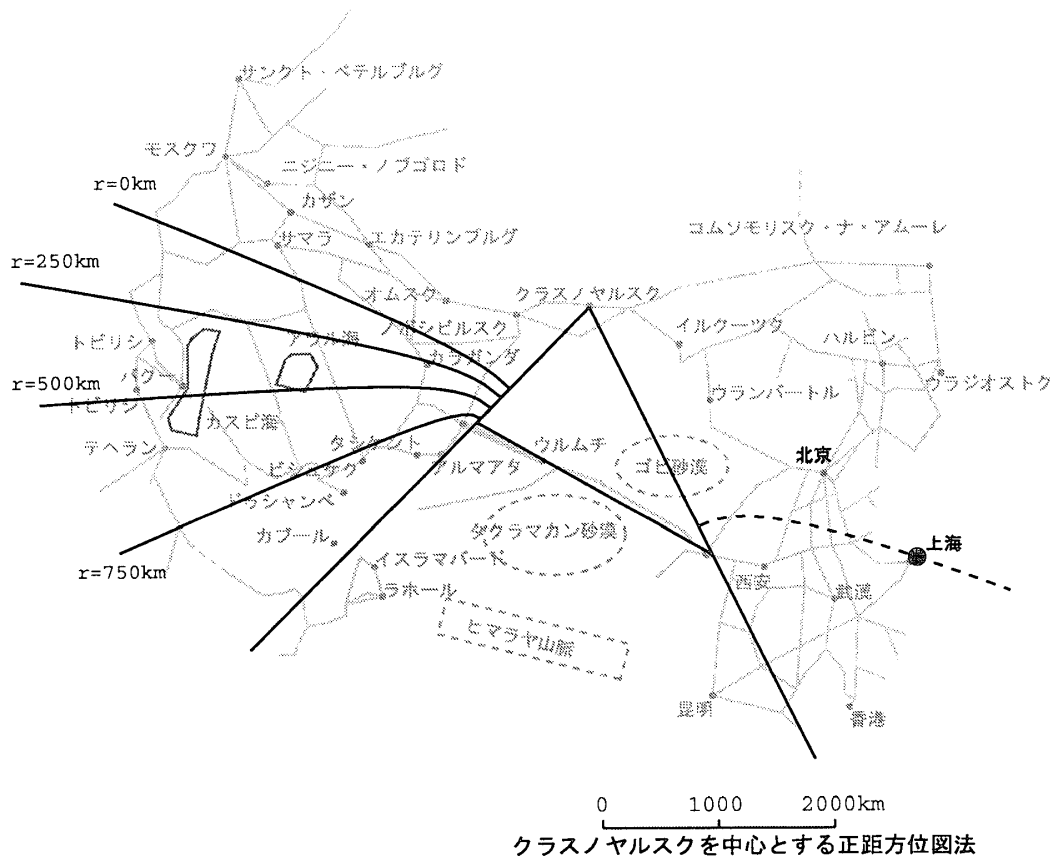 サンクト・ペテルブルグ
モスクワ
ニジニー・ノブゴロド
r=0km
カザン
コムソモリスク・ナ・アムーレ
サマラ
エカテリンブルグ
r=250km
オムスク
クラスノヤルスク
ノボシビルスク
イルクーツク
トビリシ
アラル海
カラガンダ
ハルビン
r=500km
バクー
ウランバートル
ウラジオストク
トビリシ
カスピ海
テヘラン
タシケント
ウルムチ
北京
ビシュケク
アルマアタ
ゴビ砂漠
ドゥシャンベ
カブール
タクラマカン砂漠
上海
r=750km
イスラマバード
西安
ラホール
武漢
ヒマラヤ山脈
昆明
香港
0 1000 2000km
クラスノヤルスクを中心とする正距方位図法